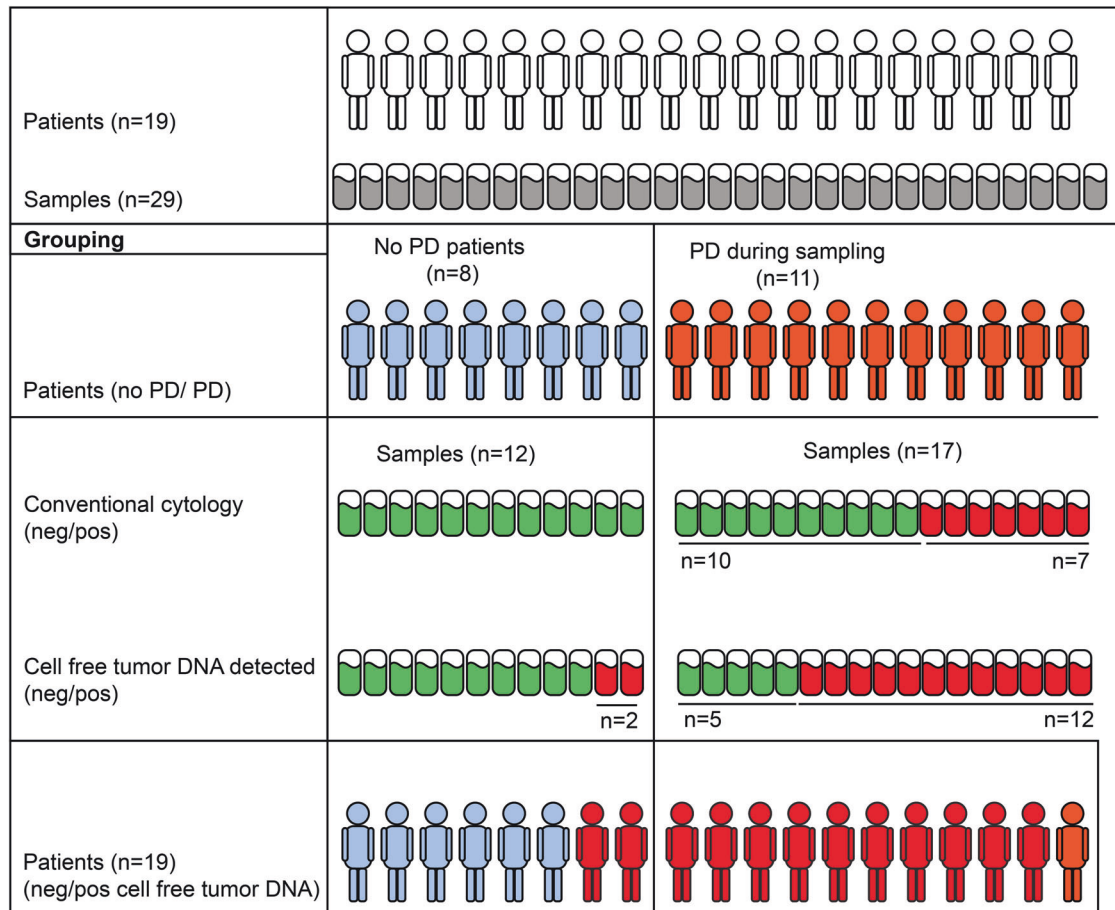 Patients (n=19)
Samples (n=29)
Grouping
No PD patients
(n=8)
PD during sampling
(n=11)
Patients (no PD/ PD)
Samples (n=12)
Samples (n=17)
Conventional cytology
(neg/pos)
n=10
n=7
Cell free tumor DNA detected
(neg/pos)
n=2
n=5
n=12
Patients (n=19)
(neg/pos cell free tumor DNA)